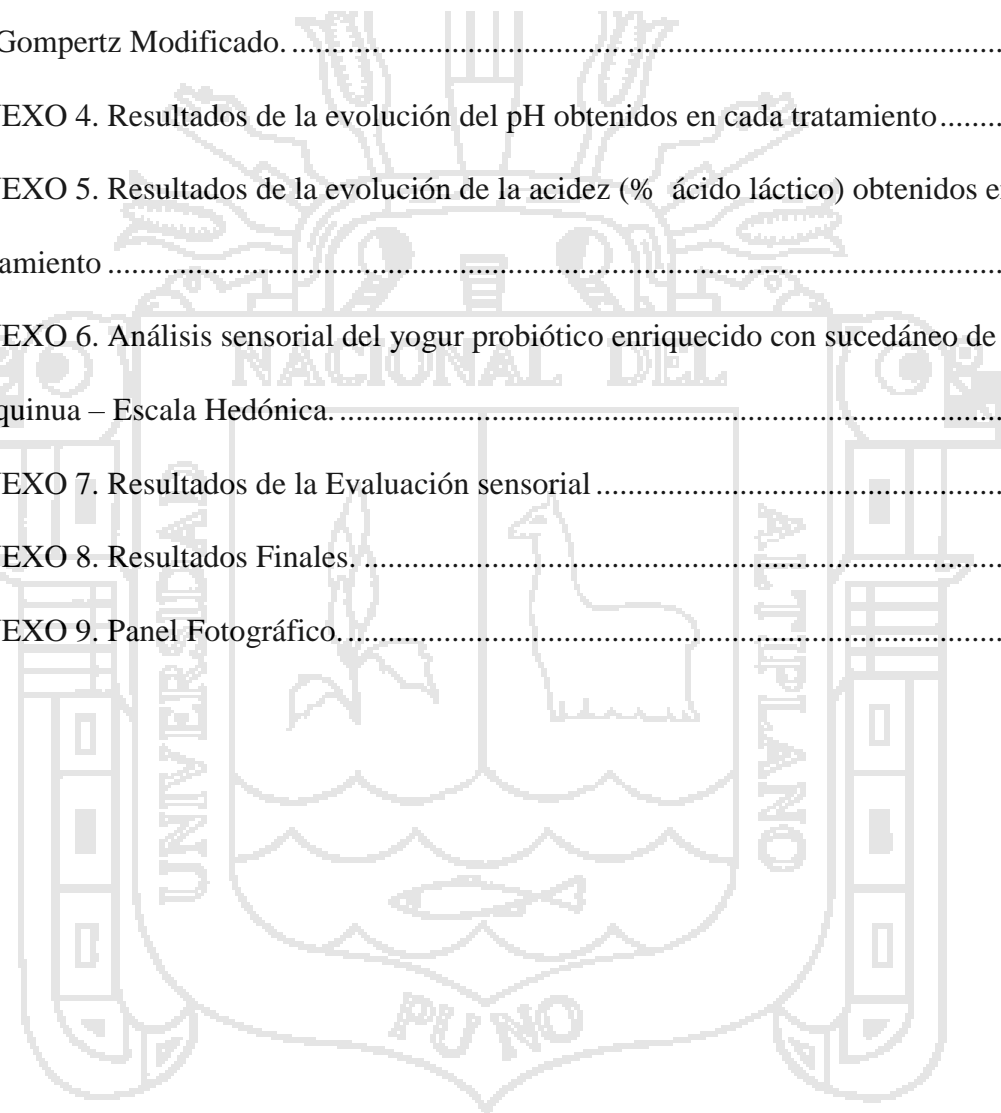 Gompertz Modificado. ....................................................................................
EXO 4. Resultados de la evolución del pH obtenidos en cada tratamiento ........
EXO 5. Resultados de la evolución de la acidez (% ácido láctico) obtenidos e
amiento ................................................................................................................
EXO 6. Análisis sensorial del yogur probiótico enriquecido con sucedáneo de
quinua – Escala Hedónica. ...................................................................................
EXO 7. Resultados de la Evaluación sensorial ...................................................
EXO 8. Resultados Finales. ................................................................................
EXO 9. Panel Fotográfico. ..................................................................................
UNIVERSIDAD
NACIONAL DEL
ALTIPLANO
PUNO